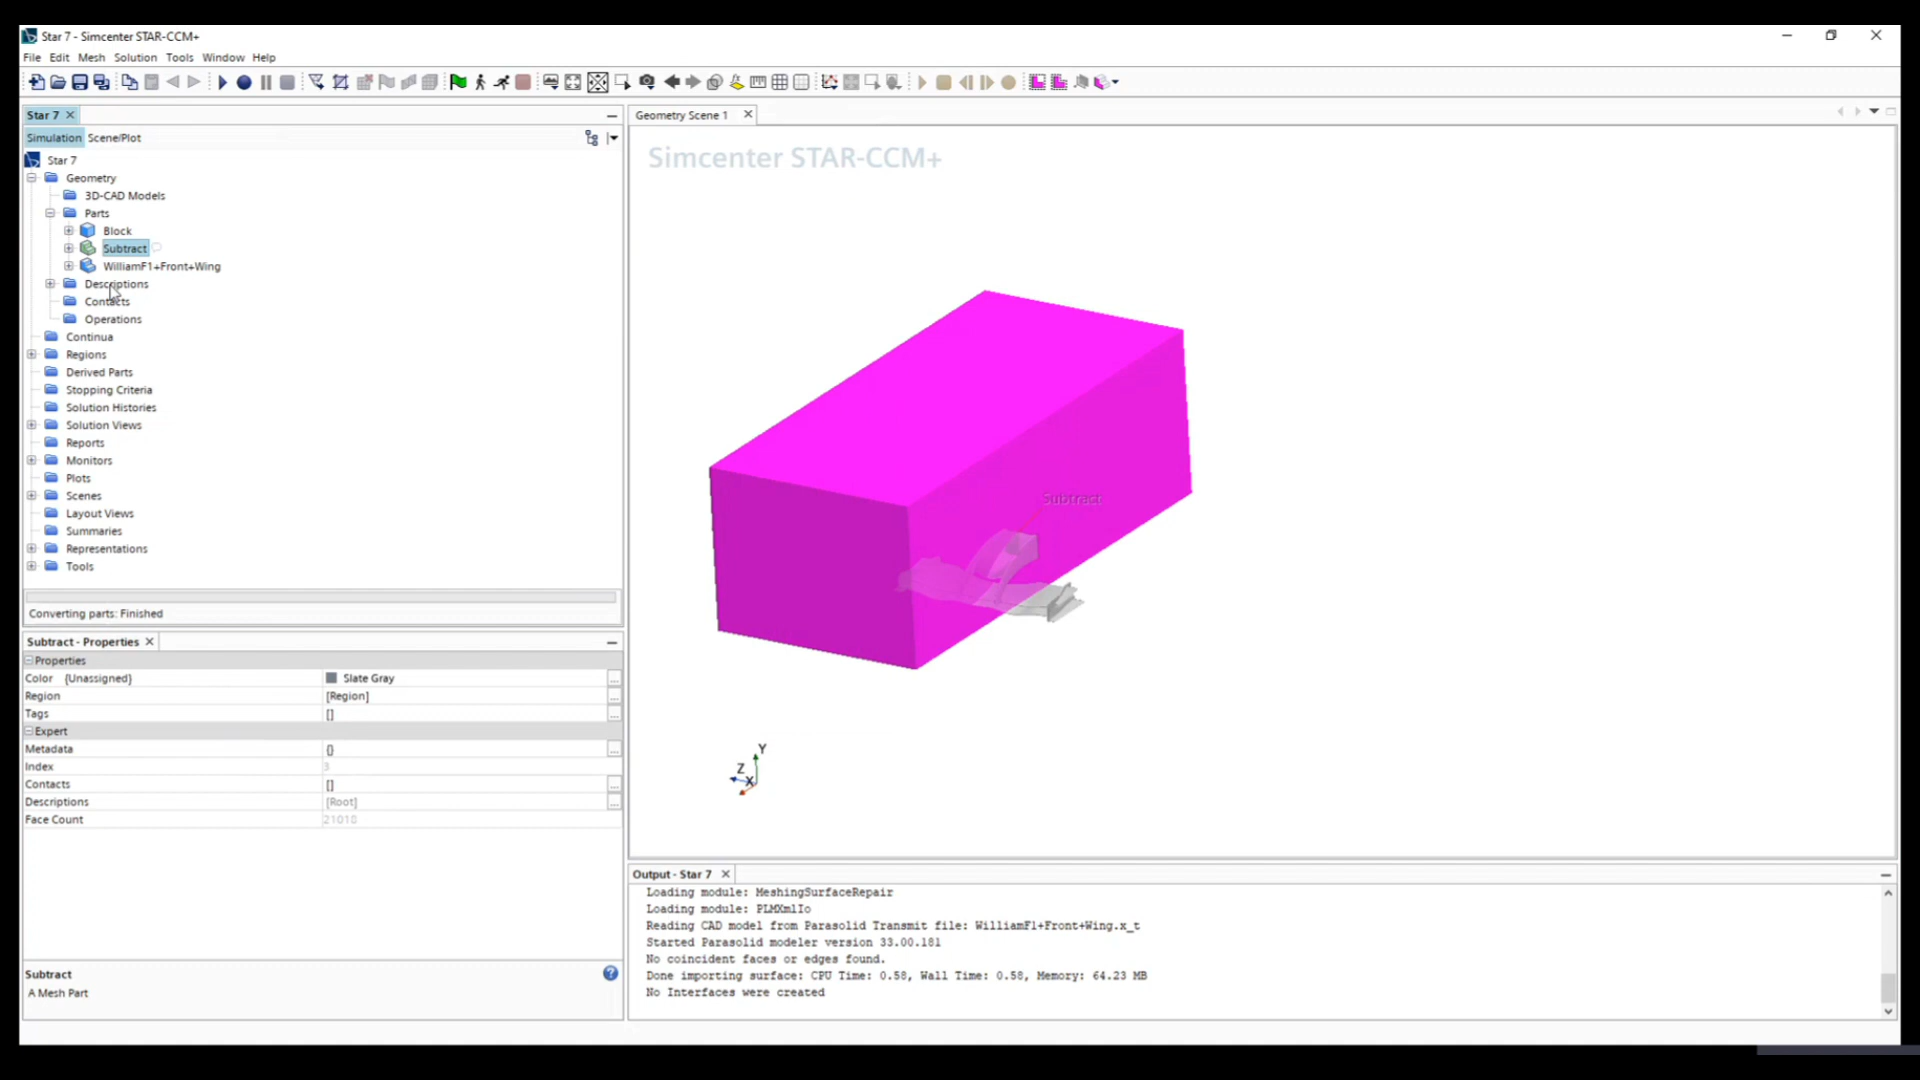 Star 7 - Simcenter STAR-CCM+
File Edit Mesh Solution Tools Window Help
Star 7
Simulation Scene/Plot
Star 7
Geometry
3D-CAD Models
Parts
Block
Subtract
WilliamF1+Front+Wing
Descriptions
Contacts
Operations
Continua
Regions
Derived Parts
Stopping Criteria
Solution Histories
Solution Views
Reports
Monitors
Plots
Scenes
Layout Views
Summaries
Representations
Tools
Converting parts: Finished
Subtract - Properties
Properties
Color {Unassigned} Slate Gray ...
Region [Region] ...
Tags [] ...
Expert
Metadata {} ...
Index 3
Contacts [] ...
Descriptions [Root] ...
Face Count 21010
Subtract
A Mesh Part
Geometry Scene 1
Simcenter STAR-CCM+
Subtract
Y
Z
X
Output - Star 7
Loading module: MeshingSurfaceRepair
Loading module: PLMXmlIo
Reading CAD model from Parasolid Transmit file: WilliamF1+Front+Wing.x_t
Started Parasolid modeler version 33.00.181
No coincident faces or edges found.
Done importing surface: CPU Time: 0.58, Wall Time: 0.58, Memory: 64.23 MB
No Interfaces were created